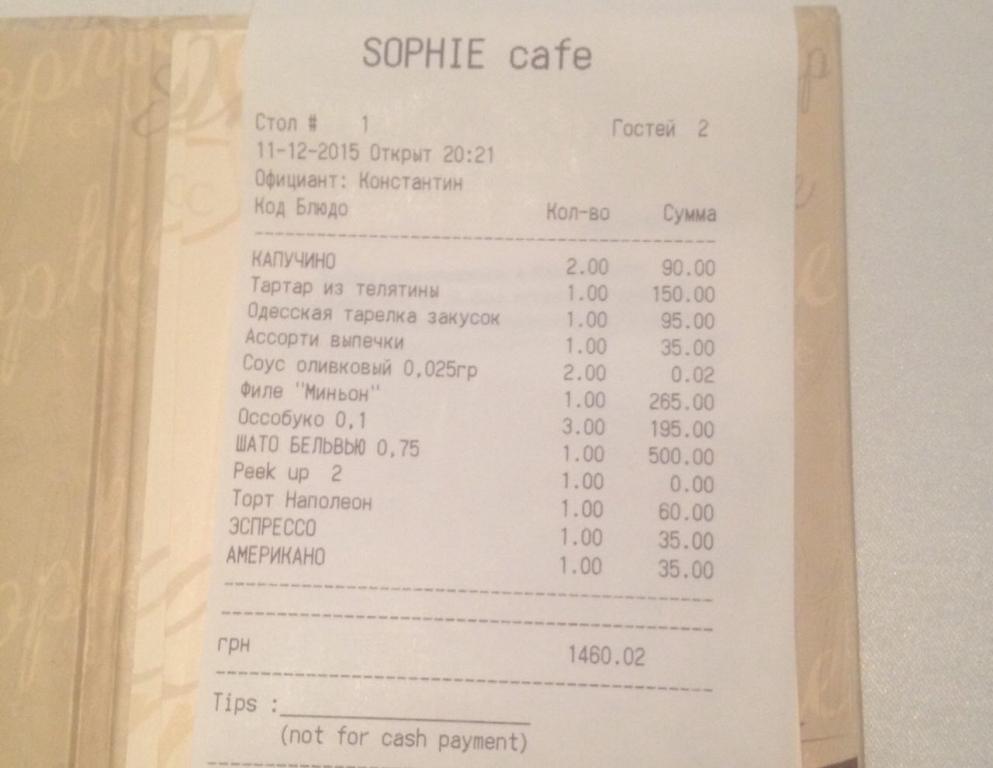 SOPHIE cafe
Стол # 1 Гостей 2
11-12-2015 Открыт 20:21
Официант: Константин
Код Блюдо Кол-во Сумма
КАПУЧИНО 2.00 90.00
Тартар из телятины 1.00 150.00
Одесская тарелка закусок 1.00 95.00
Ассорти выпечки 1.00 35.00
Соус оливковый 0,025гр 2.00 0.02
Филе "Миньон" 1.00 265.00
Оссобуко 0,1 3.00 195.00
ШАТО БЕЛЬВЬЮ 0,75 1.00 500.00
Peek up 2 1.00 0.00
Торт Наполеон 1.00 60.00
ЭСПРЕССО 1.00 35.00
АМЕРИКАНО 1.00 35.00
грн 1460.02
Tips :
(not for cash payment)